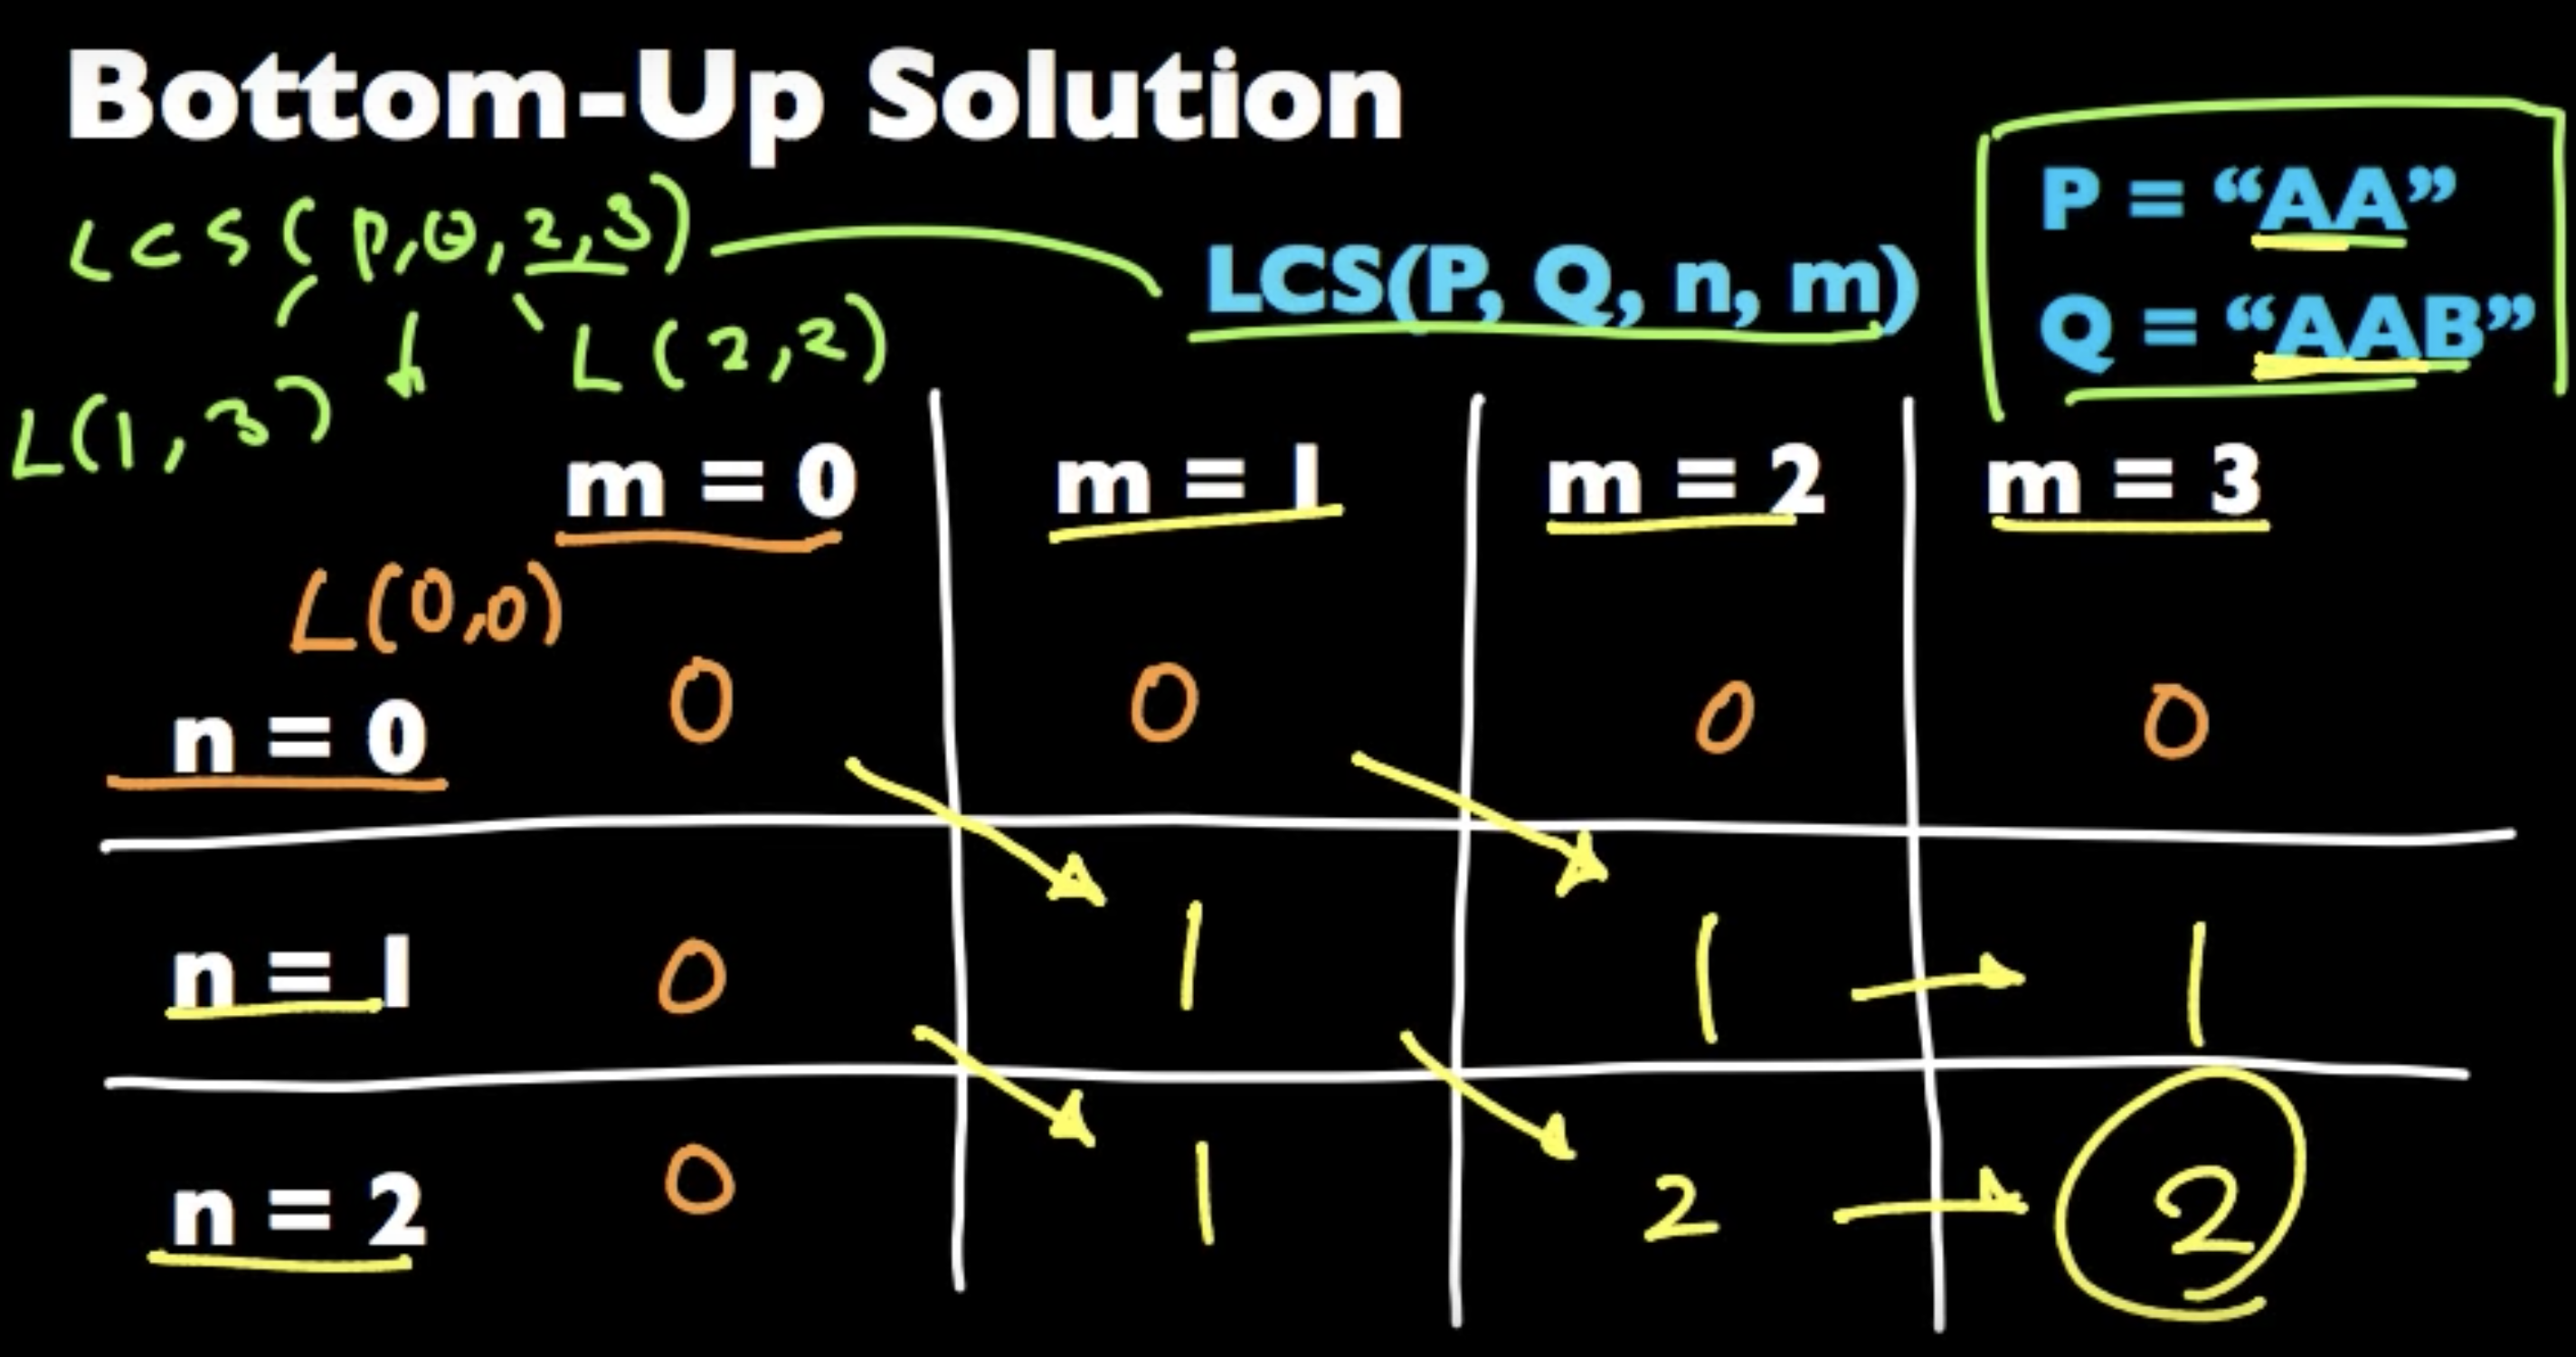 Bottom-Up Solution
P = “AA”
Q = “AAB”
LCS(P,Q,2,3)
LCS(P, Q, n, m)
L(2,2)
L(1,3)
m = 0 m = 1 m = 2 m = 3
L(0,0)
n = 0 0 0 0 0
n = 1 0 1 1 1
n = 2 0 1 2 2